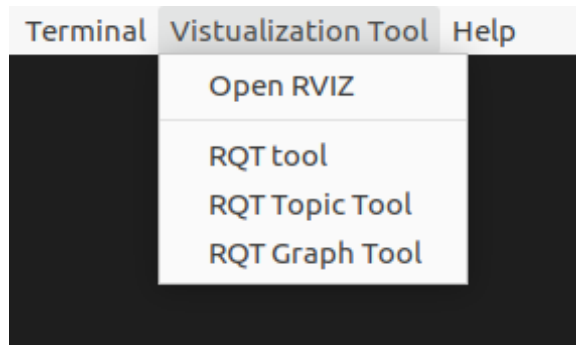 Terminal Vistualization Tool Help
Open RVIZ
RQT tool
RQT Topic Tool
RQT Graph Tool